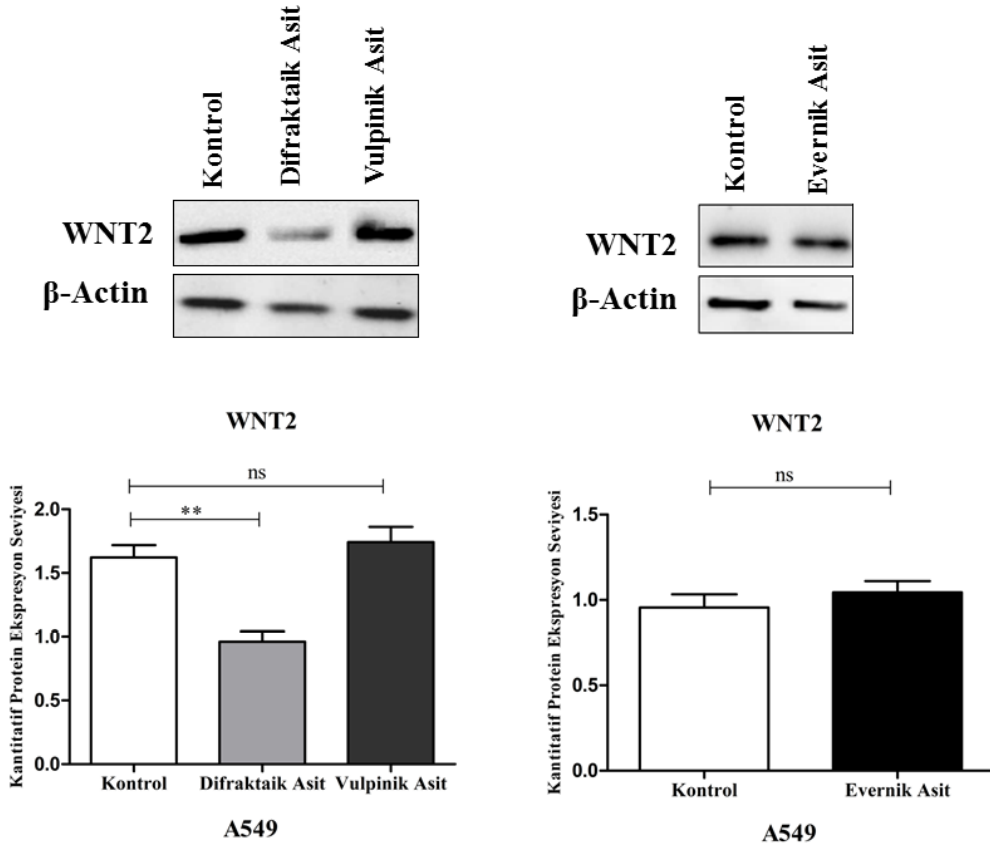 Kontrol
Difraktaik Asit
Vulpinik Asit
WNT2
β-Actin
Kontrol
Evernik Asit
WNT2
β-Actin
WNT2
ns
**
Kantitatif Protein Ekspresyon Seviyesi
2.0
1.5
1.0
0.5
0.0
Kontrol
Difraktaik Asit
Vulpinik Asit
A549
WNT2
ns
Kantitatif Protein Ekspresyon Seviyesi
1.5
1.0
0.5
0.0
Kontrol
Evernik Asit
A549